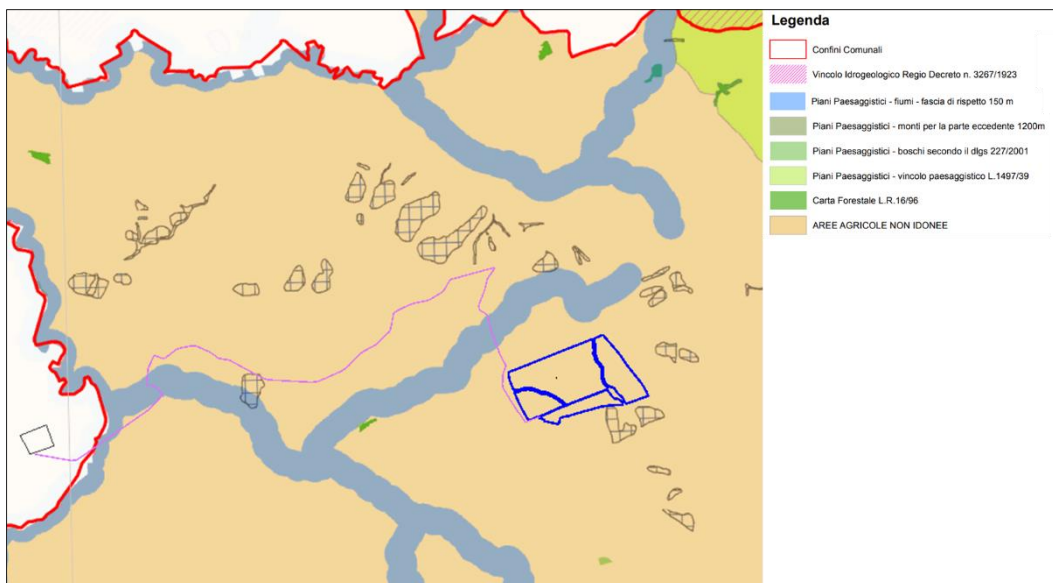 Legenda
Confini Comunali
Vincolo Idrogeologico Regio Decreto n. 3267/1923
Piani Paesaggistici - fiumi - fascia di rispetto 150 m
Piani Paesaggistici - monti per la parte eccedente 1200m
Piani Paesaggistici - boschi secondo il dlgs 227/2001
Piani Paesaggistici - vincolo paesaggistico L.1497/39
Carta Forestale L.R.16/96
AREE AGRICOLE NON IDONEE